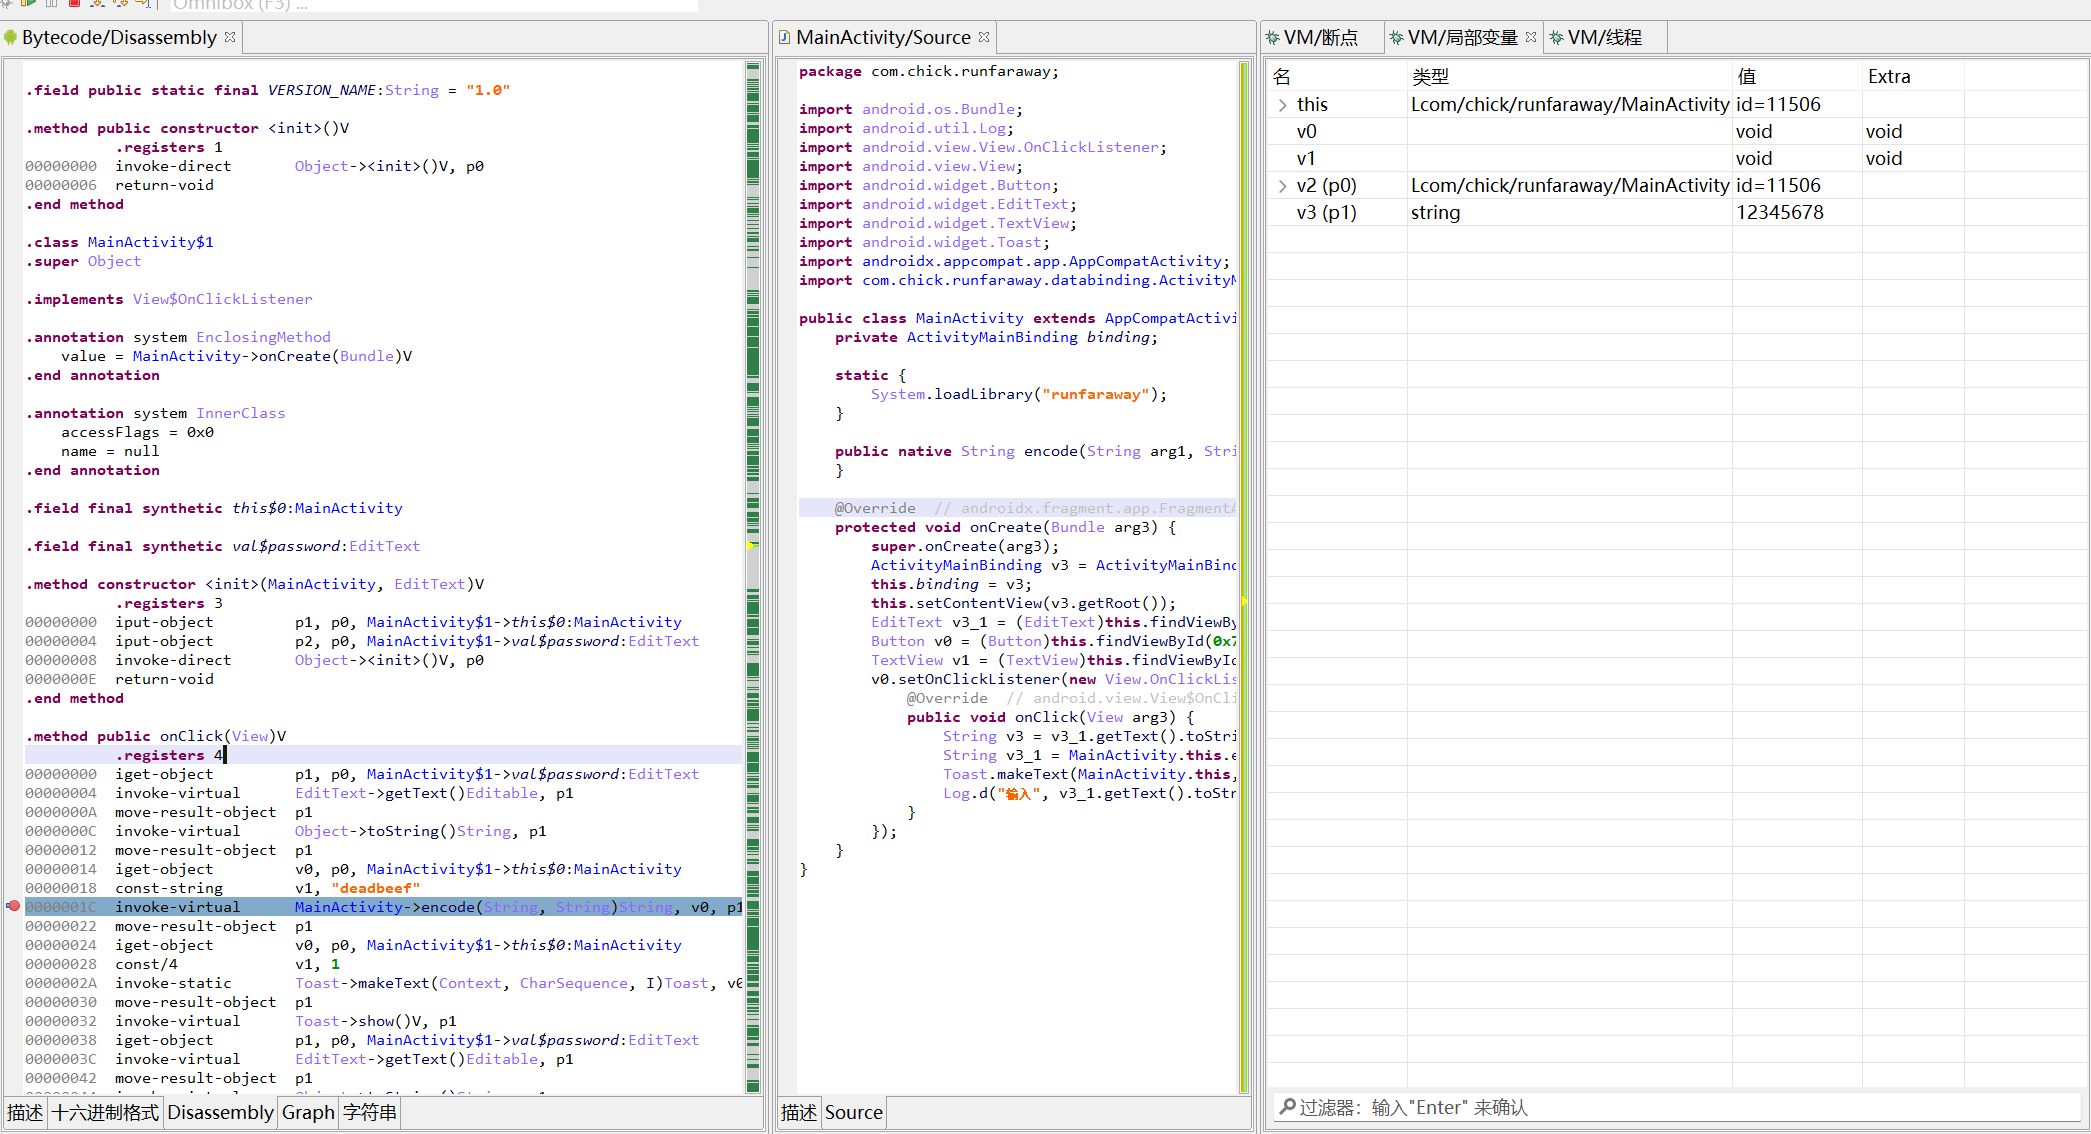 Omnibox (F3) ...
Bytecode/Disassembly
.field public static final VERSION_NAME:String = "1.0"
.method public constructor <init>()V
.registers 1
00000000 invoke-direct Object-><init>()V, p0
00000006 return-void
.end method
.class MainActivity$1
.super Object
.implements View$OnClickListener
.annotation system EnclosingMethod
value = MainActivity->onCreate(Bundle)V
.end annotation
.annotation system InnerClass
accessFlags = 0x0
name = null
.end annotation
.field final synthetic this$0:MainActivity
.field final synthetic val$password:EditText
.method constructor <init>(MainActivity, EditText)V
.registers 3
00000000 iput-object p1, p0, MainActivity$1->this$0:MainActivity
00000004 iput-object p2, p0, MainActivity$1->val$password:EditText
00000008 invoke-direct Object-><init>()V, p0
0000000E return-void
.end method
.method public onClick(View)V
.registers 4
00000000 iget-object p1, p0, MainActivity$1->val$password:EditText
00000004 invoke-virtual EditText->getText()Editable, p1
0000000A move-result-object p1
0000000C invoke-virtual Object->toString()String, p1
00000012 move-result-object p1
00000014 iget-object v0, p0, MainActivity$1->this$0:MainActivity
00000018 const-string v1, "deadbeef"
0000001C invoke-virtual MainActivity->encode(String, String)String, v0, p1
00000022 move-result-object p1
00000024 iget-object v0, p0, MainActivity$1->this$0:MainActivity
00000028 const/4 v1, 1
0000002A invoke-static Toast->makeText(Context, CharSequence, I)Toast, v0
00000030 move-result-object p1
00000032 invoke-virtual Toast->show()V, p1
00000038 iget-object p1, p0, MainActivity$1->val$password:EditText
0000003C invoke-virtual EditText->getText()Editable, p1
00000042 move-result-object p1
描述 十六进制格式 Disassembly Graph 字符串
MainActivity/Source
package com.chick.runfaraway;
import android.os.Bundle;
import android.util.Log;
import android.view.View.OnClickListener;
import android.view.View;
import android.widget.Button;
import android.widget.EditText;
import android.widget.TextView;
import android.widget.Toast;
import androidx.appcompat.app.AppCompatActivity;
import com.chick.runfaraway.databinding.ActivityM
public class MainActivity extends AppCompatActivi
private ActivityMainBinding binding;
static {
System.loadLibrary("runfaraway");
}
public native String encode(String arg1, Stri
}
@Override // androidx.fragment.app.FragmentA
protected void onCreate(Bundle arg3) {
super.onCreate(arg3);
ActivityMainBinding v3 = ActivityMainBind
this.binding = v3;
this.setContentView(v3.getRoot());
EditText v3_1 = (EditText)this.findViewBy
Button v0 = (Button)this.findViewById(0x7
TextView v1 = (TextView)this.findViewById
v0.setOnClickListener(new View.OnClickLis
@Override // android.view.View$OnCli
public void onClick(View arg3) {
String v3 = v3_1.getText().toStri
String v3_1 = MainActivity.this.e
Toast.makeText(MainActivity.this,
Log.d("输入", v3_1.getText().toStr
}
});
}
}
描述 Source
VM/断点 VM/局部变量 VM/线程
名 类型 值 Extra
this Lcom/chick/runfaraway/MainActivity id=11506
v0 void void
v1 void void
v2 (p0) Lcom/chick/runfaraway/MainActivity id=11506
v3 (p1) string 12345678
过滤器：输入"Enter" 来确认